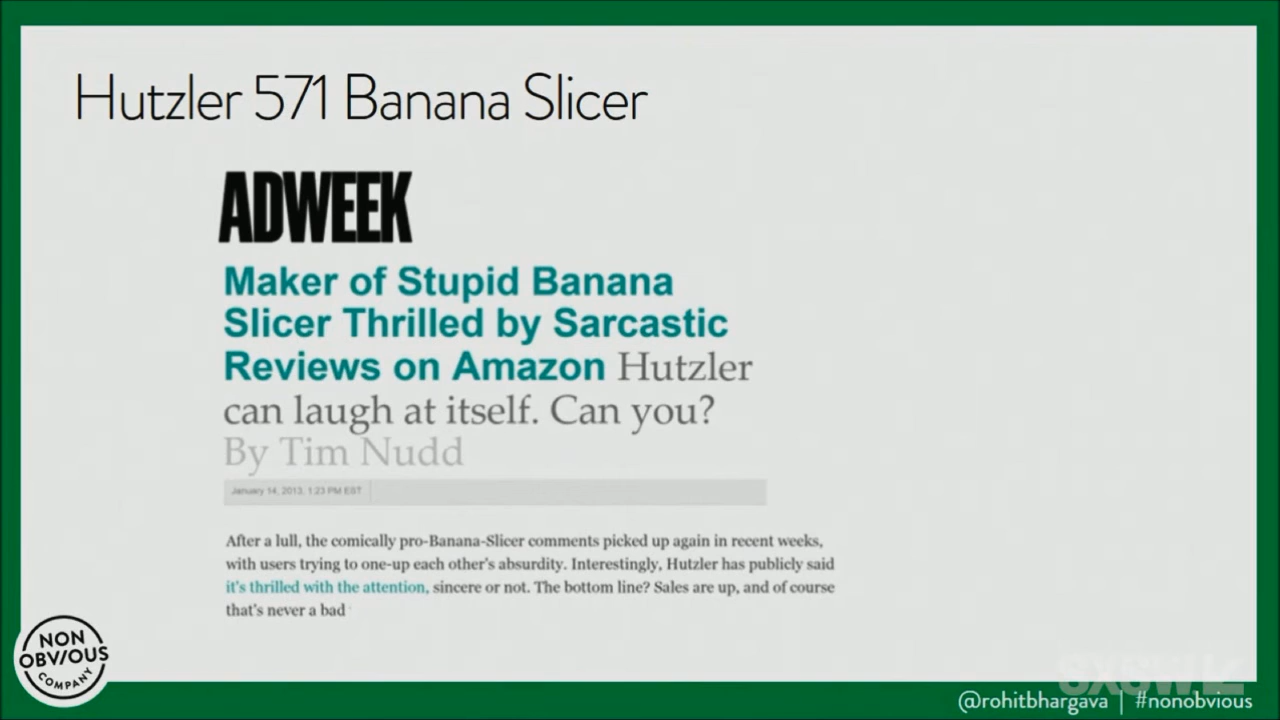 Hutzler 571 Banana Slicer
ADWEEK
Maker of Stupid Banana
Slicer Thrilled by Sarcastic
Reviews on Amazon Hutzler
can laugh at itself. Can you?
By Tim Nudd
January 14, 2013, 1:23 PM EST
After a lull, the comically pro-Banana-Slicer comments picked up again in recent weeks,
with users trying to one-up each other's absurdity. Interestingly, Hutzler has publicly said
it's thrilled with the attention, sincere or not. The bottom line? Sales are up, and of course
that's never a bad
NON
OBV/OUS
COMPANY
SXSW
@rohitbhargava | #nonobvious